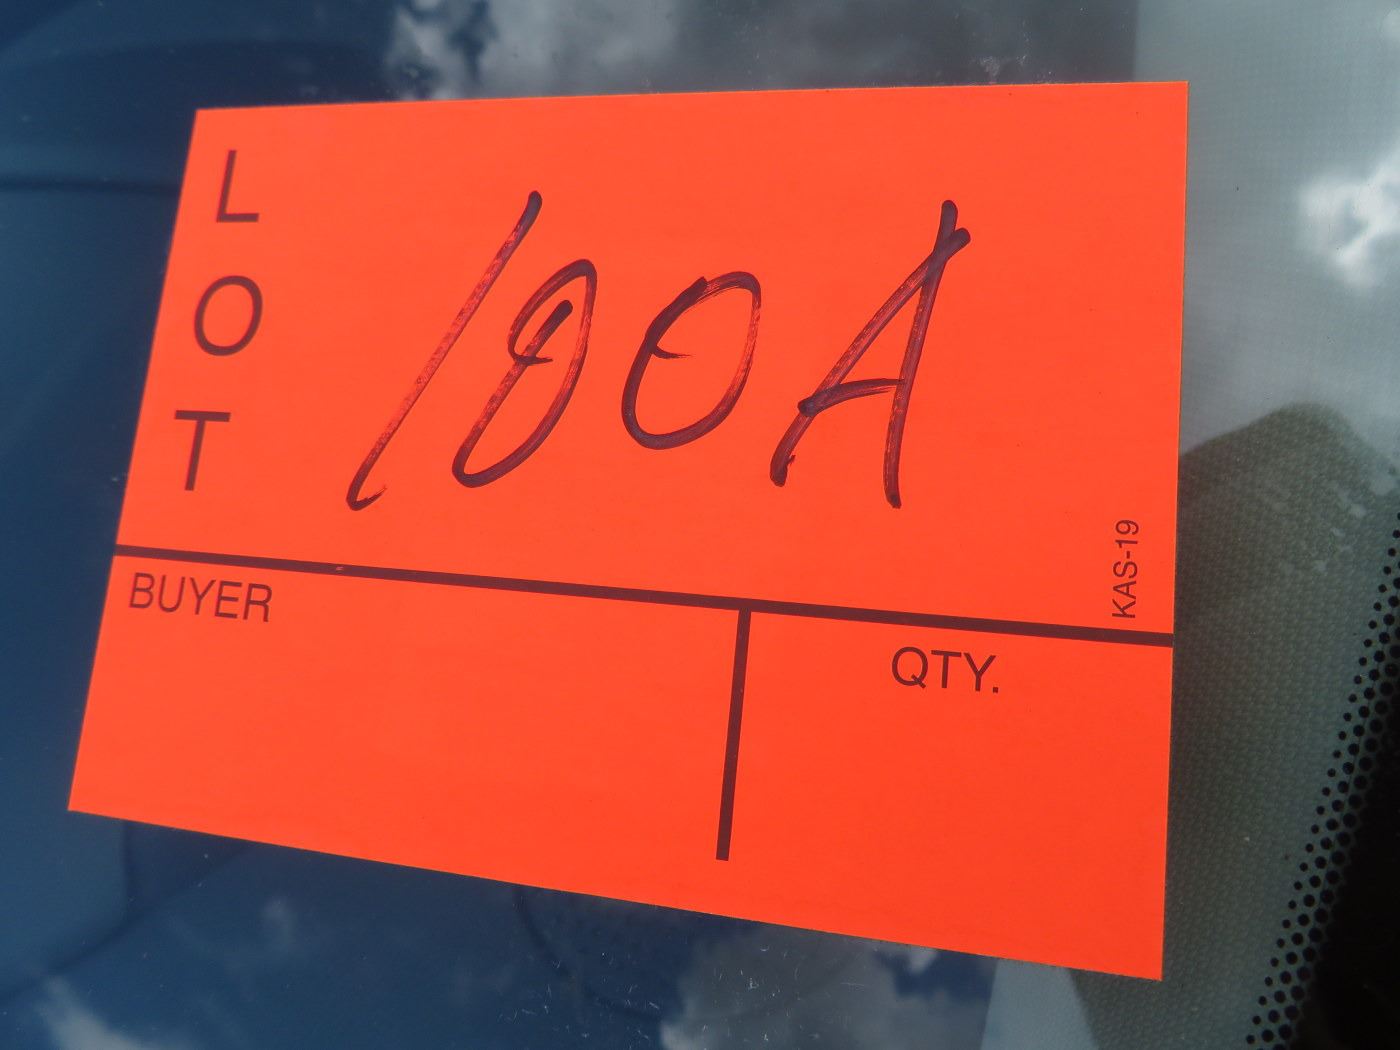 LOT
100A
KAS-19
BUYER
QTY.